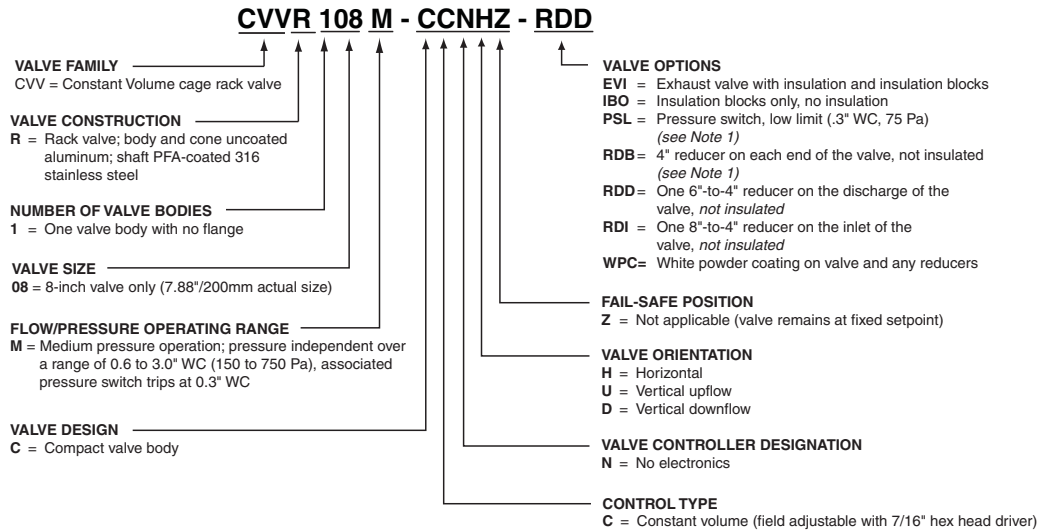 CVVR 108 M - CCNHZ - RDD
VALVE FAMILY
CVV = Constant Volume cage rack valve
VALVE CONSTRUCTION
R = Rack valve; body and cone uncoated
aluminum; shaft PFA-coated 316
stainless steel
NUMBER OF VALVE BODIES
1 = One valve body with no flange
VALVE SIZE
08 = 8-inch valve only (7.88"/200mm actual size)
FLOW/PRESSURE OPERATING RANGE
M = Medium pressure operation; pressure independent over
a range of 0.6 to 3.0" WC (150 to 750 Pa), associated
pressure switch trips at 0.3" WC
VALVE DESIGN
C = Compact valve body
VALVE OPTIONS
EVI = Exhaust valve with insulation and insulation blocks
IBO = Insulation blocks only, no insulation
PSL = Pressure switch, low limit (.3" WC, 75 Pa)
(see Note 1)
RDB = 4" reducer on each end of the valve, not insulated
(see Note 1)
RDD = One 6"-to-4" reducer on the discharge of the
valve, not insulated
RDI = One 8"-to-4" reducer on the inlet of the
valve, not insulated
WPC= White powder coating on valve and any reducers
FAIL-SAFE POSITION
Z = Not applicable (valve remains at fixed setpoint)
VALVE ORIENTATION
H = Horizontal
U = Vertical upflow
D = Vertical downflow
VALVE CONTROLLER DESIGNATION
N = No electronics
CONTROL TYPE
C = Constant volume (field adjustable with 7/16" hex head driver)